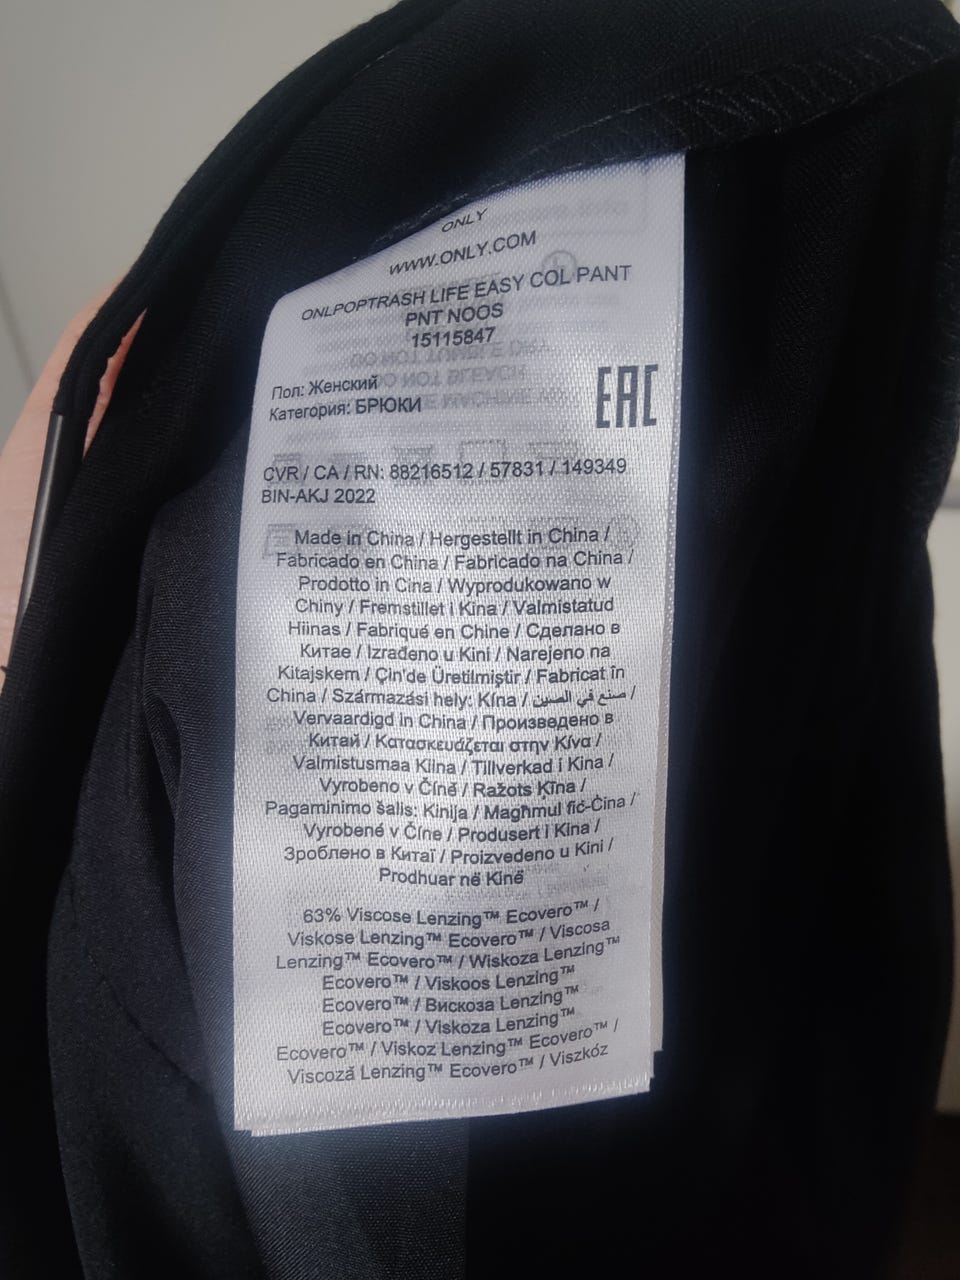 ONLY
WWW.ONLY.COM
ONLPOPTRASH LIFE EASY COL PANT
PNT NOOS
15115847
Пол: Женский
Категория: БРЮКИ
EAC
CVR / CA / RN: 88216512 / 57831 / 149349
BIN-AKJ 2022
Made in China / Hergestellt in China /
Fabricado en China / Fabricado na China /
Prodotto in Cina / Wyprodukowano w
Chiny / Fremstillet i Kina / Valmistatud
Hiinas / Fabriqué en Chine / Сделано в
Китае / Izrađeno u Kini / Narejeno na
Kitajskem / Çin'de Üretilmiştir / Fabricat în
China / Származási hely: Kína / صنع في الصين /
Vervaardigd in China / Произведено в
Китай / Κατασκευάζεται στην Κίνα /
Valmistusmaa Kiina / Tillverkad i Kina /
Vyrobeno v Číně / Ražots Ķīna /
Pagaminimo šalis: Kinija / Magħmul fiċ-Ċina /
Vyrobené v Číne / Produsert i Kina /
Зроблено в Китаї / Proizvedeno u Kini /
Prodhuar në Kinë
63% Viscose Lenzing™ Ecovero™ /
Viskose Lenzing™ Ecovero™ / Viscosa
Lenzing™ Ecovero™ / Wiskoza Lenzing™
Ecovero™ / Viskoos Lenzing™
Ecovero™ / Вискоза Lenzing™
Ecovero™ / Viskoza Lenzing™
Ecovero™ / Viskoz Lenzing™ Ecovero™ /
Viscoză Lenzing™ Ecovero™ / Viszkóz